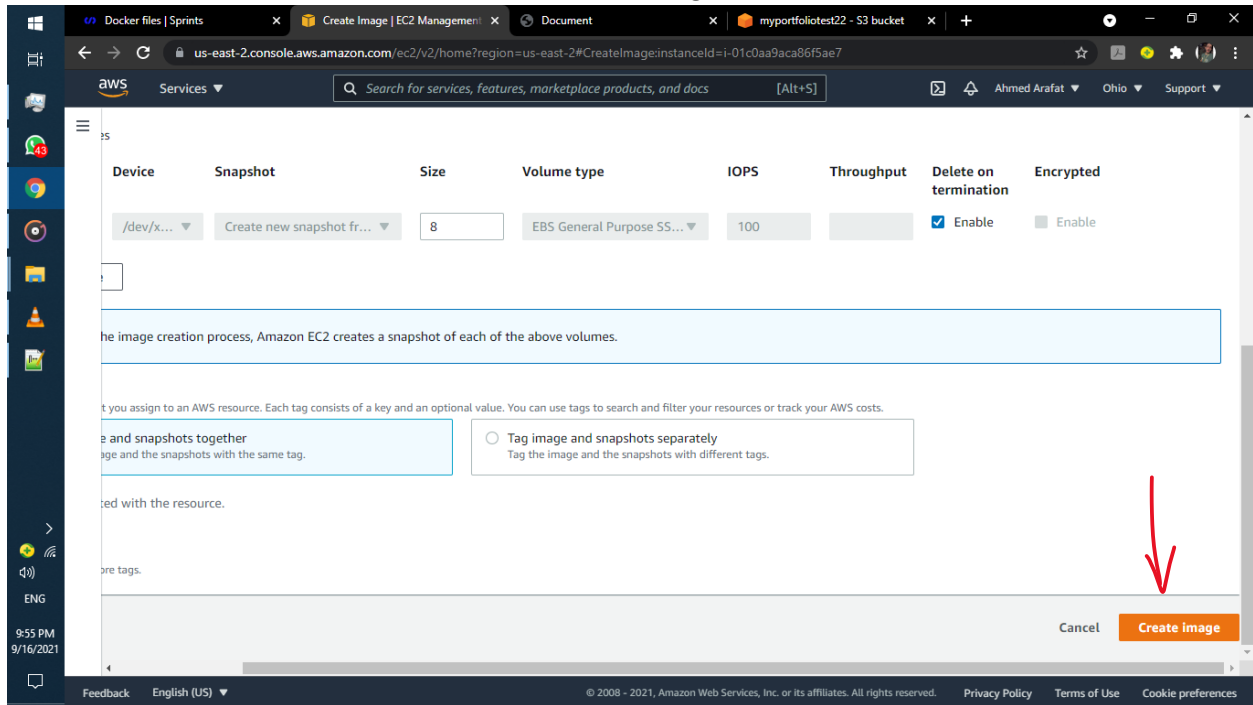 Docker files | Sprints
Create Image | EC2 Management
Document
myportfoliotest22 - S3 bucket
us-east-2.console.aws.amazon.com/ec2/v2/home?region=us-east-2#CreateImage:instanceId=i-01c0aa9aca86f5ae7
aws Services Search for services, features, marketplace products, and docs [Alt+S] Ahmed Arafat Ohio Support
es
Device Snapshot Size Volume type IOPS Throughput Delete on termination Encrypted
/dev/x... Create new snapshot fr... 8 EBS General Purpose SS... 100 Enable Enable
he image creation process, Amazon EC2 creates a snapshot of each of the above volumes.
t you assign to an AWS resource. Each tag consists of a key and an optional value. You can use tags to search and filter your resources or track your AWS costs.
e and snapshots together
age and the snapshots with the same tag.
Tag image and snapshots separately
Tag the image and the snapshots with different tags.
ted with the resource.
ore tags.
Cancel Create image
Feedback English (US) © 2008 - 2021, Amazon Web Services, Inc. or its affiliates. All rights reserved. Privacy Policy Terms of Use Cookie preferences
43
ENG
9:55 PM
9/16/2021